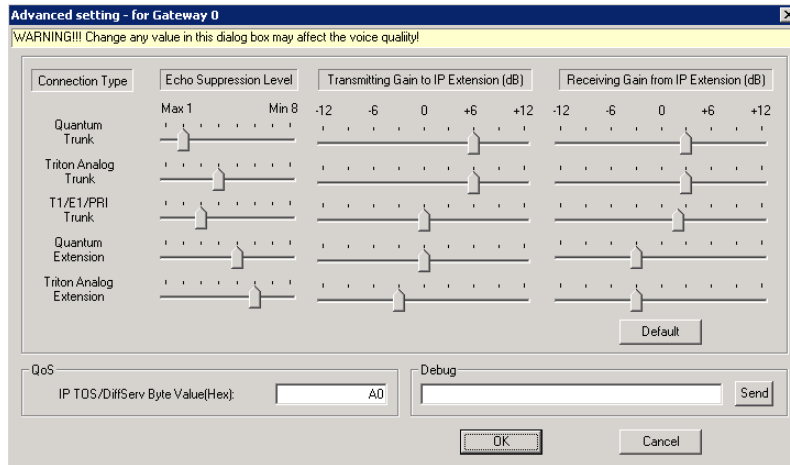 Advanced setting - for Gateway 0
WARNING!!! Change any value in this dialog box may affect the voice qualiity!
Connection Type
Echo Suppression Level
Transmitting Gain to IP Extension (dB)
Receiving Gain from IP Extension (dB)
Max 1 Min 8 -12 -6 0 +6 +12 -12 -6 0 +6 +12
Quantum
Trunk
Triton Analog
Trunk
T1/E1/PRI
Trunk
Quantum
Extension
Triton Analog
Extension
Default
QoS
IP TOS/DiffServ Byte Value(Hex): A0
Debug
Send
OK
Cancel